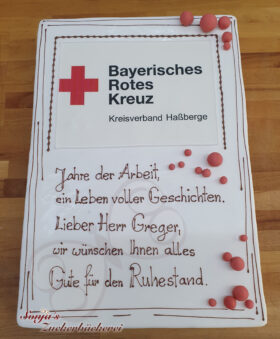 Bayerisches
Rotes
Kreuz
Kreisverband Haßberge
Jahre der Arbeit,
ein Leben voller Geschichten.
Lieber Herr Greger,
wir wünschen Ihnen alles
Gute für den Ruhestand.
Sonja's
Zuckerbäckerei